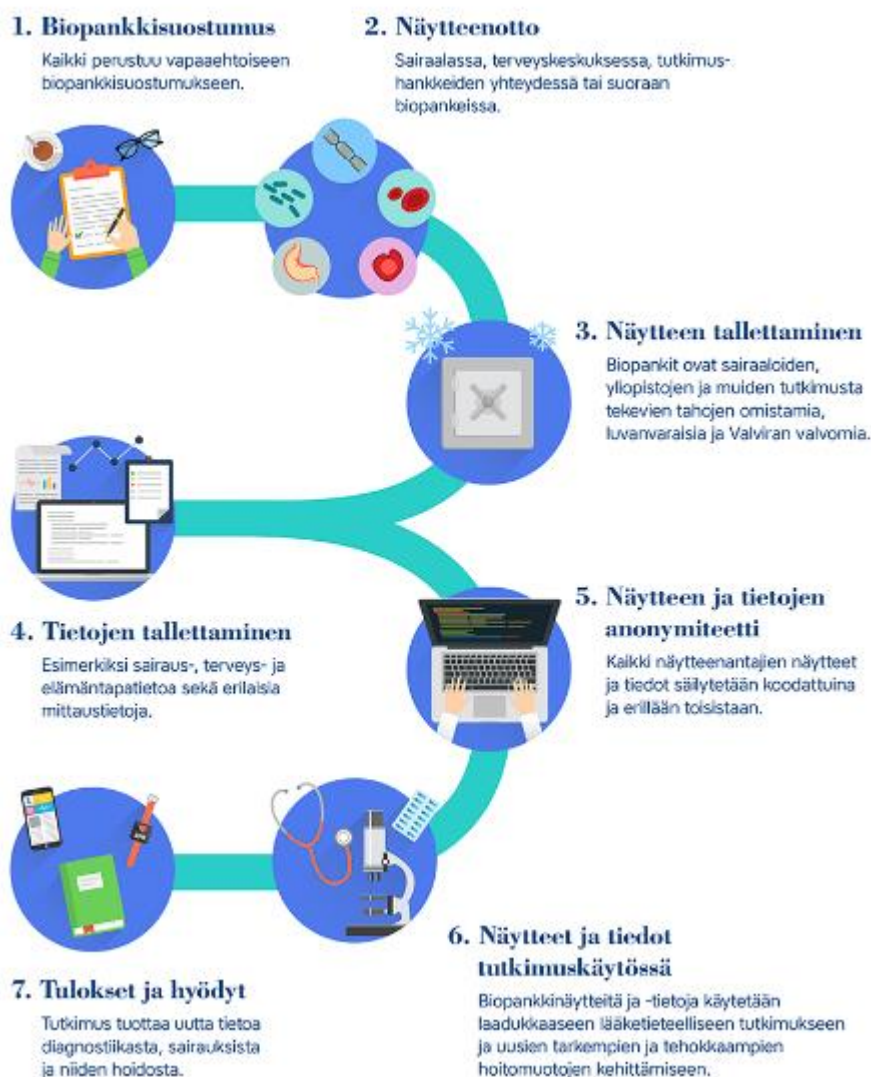 1. Biopankkisuostumus
Kaikki perustuu vapaaehtoiseen
biopankkisuostumukseen.
2. Näytteenotto
Sairaalassa, terveyskeskuksessa, tutkimus-
hankkeiden yhteydessä tai suoraan
biopankeissa.
3. Näytteen tallettaminen
Biopankit ovat sairaaloiden,
yliopistojen ja muiden tutkimusta
tekevien tahojen omistamia,
luvanvaraisia ja Valviran valvomia.
4. Tietojen tallettaminen
Esimerkiksi sairaus-, terveys- ja
elämäntapatietoa sekä erilaisia
mittaustietoja.
5. Näytteen ja tietojen
anonymiteetti
Kaikki näytteenantajien näytteet
ja tiedot säilytetään koodattuina
ja erillään toisistaan.
6. Näytteet ja tiedot
tutkimuskäytössä
Biopankkinäytteitä ja -tietoja käytetään
laadukkaaseen lääketieteelliseen tutkimukseen
ja uusien tarkempien ja tehokkaampien
hoitomuotojen kehittämiseen.
7. Tulokset ja hyödyt
Tutkimus tuottaa uutta tietoa
diagnostiikasta, sairauksista
ja niiden hoidosta.